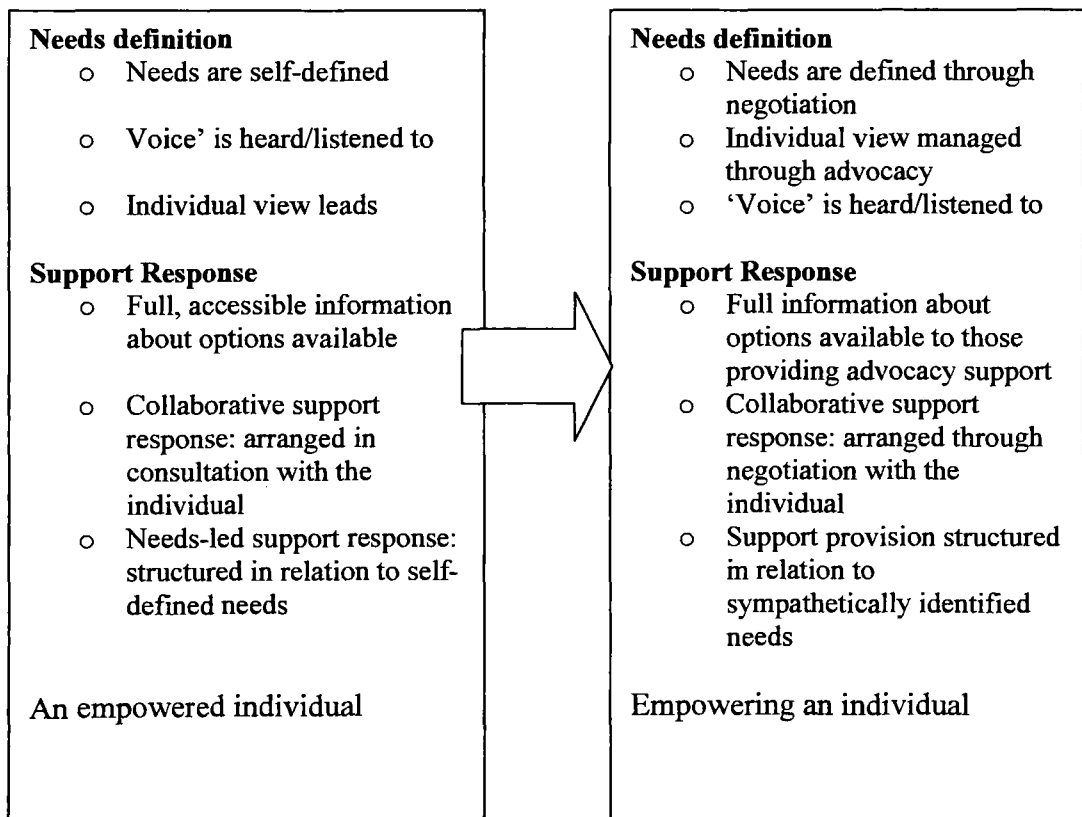 Needs definition
o Needs are self-defined
o Voice’ is heard/listened to
o Individual view leads
Support Response
o Full, accessible information
about options available
o Collaborative support
response: arranged in
consultation with the
individual
o Needs-led support response:
structured in relation to self-
defined needs
An empowered individual
Needs definition
o Needs are defined through
negotiation
o Individual view managed
through advocacy
o ‘Voice’ is heard/listened to
Support Response
o Full information about
options available to those
providing advocacy support
o Collaborative support
response: arranged through
negotiation with the
individual
o Support provision structured
in relation to
sympathetically identified
needs
Empowering an individual